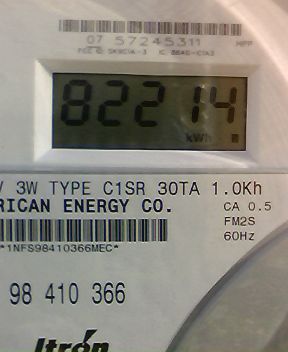 07 57245311
82214
kWh
V 3W TYPE C1SR 30TA 1.0Kh
RICAN ENERGY CO.
CA 0.5
FM2S
60Hz
*1NFS98410366MEC*
98 410 366
Itrón